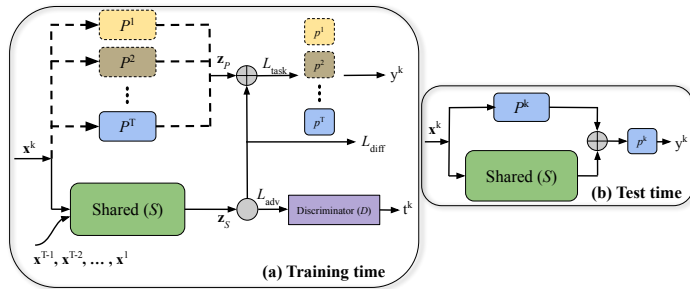 P¹
P²
Pᵀ
z_P
L_task
p¹
p²
pᵀ
yᵏ
xᵏ
L_diff
Shared (S)
z_S
L_adv
Discriminator (D)
tᵏ
xᵀ⁻¹, xᵀ⁻², ... , x¹
(a) Training time
xᵏ
Pᵏ
Shared (S)
pᵏ
yᵏ
(b) Test time